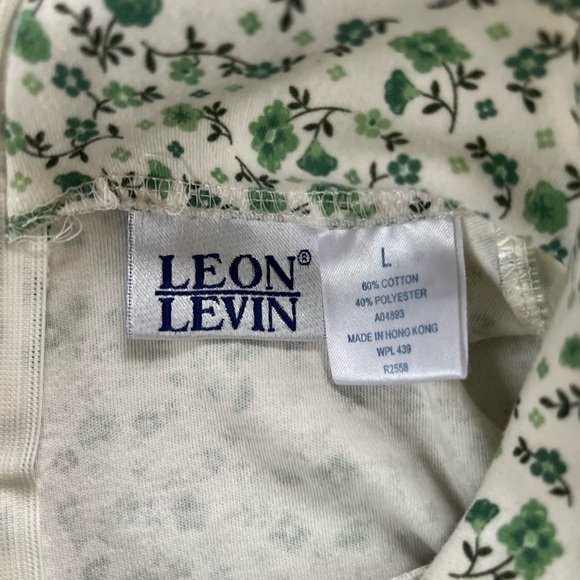 LEON®
LEVIN
L
60% COTTON
40% POLYESTER
A04893
MADE IN HONG KONG
WPL 439
R2558